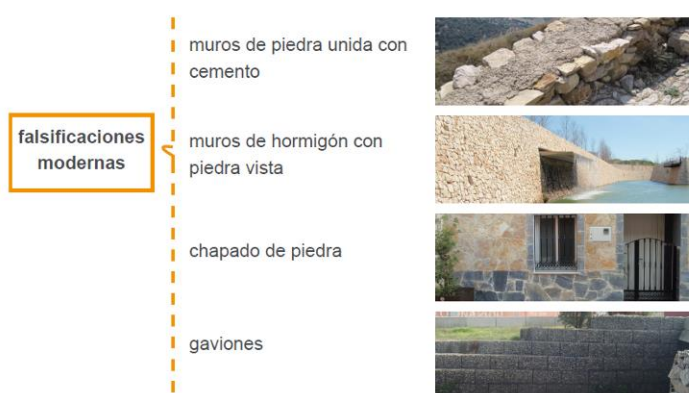 falsificaciones
modernas
muros de piedra unida con
cemento
muros de hormigón con
piedra vista
chapado de piedra
gaviones